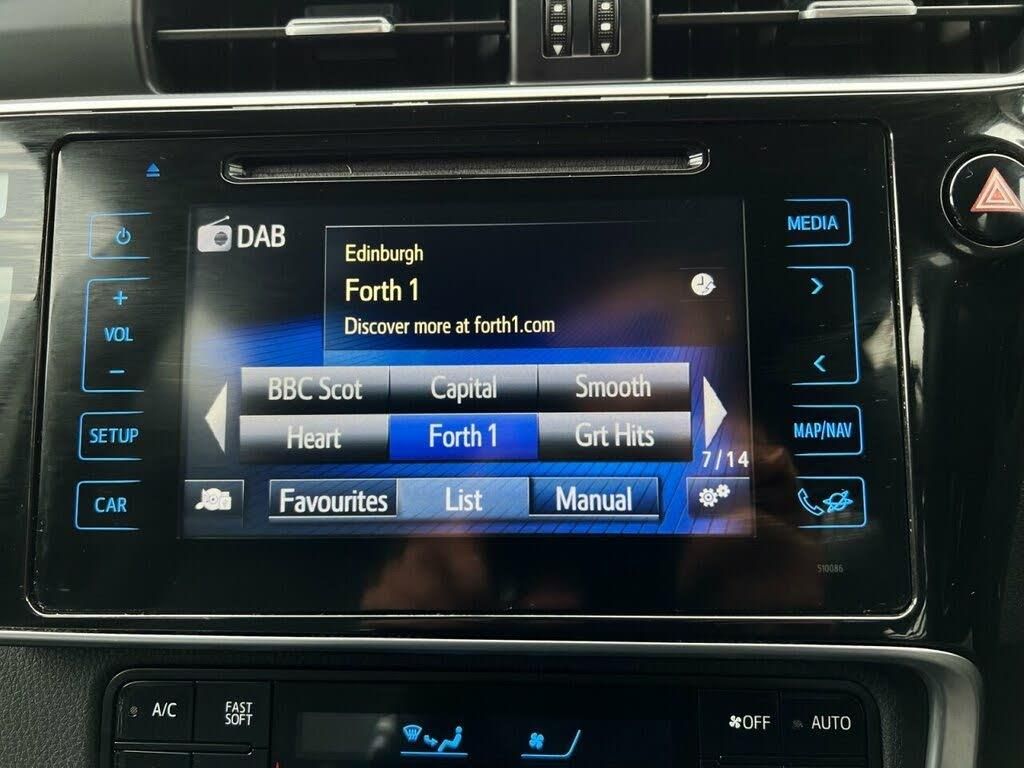 DAB
Edinburgh
Forth 1
Discover more at forth1.com
BBC Scot
Capital
Smooth
Heart
Forth 1
Grt Hits
7/14
Favourites
List
Manual
+
VOL
-
SETUP
CAR
MEDIA
>
<
MAP/NAV
510086
A/C
FAST
SOFT
OFF
AUTO